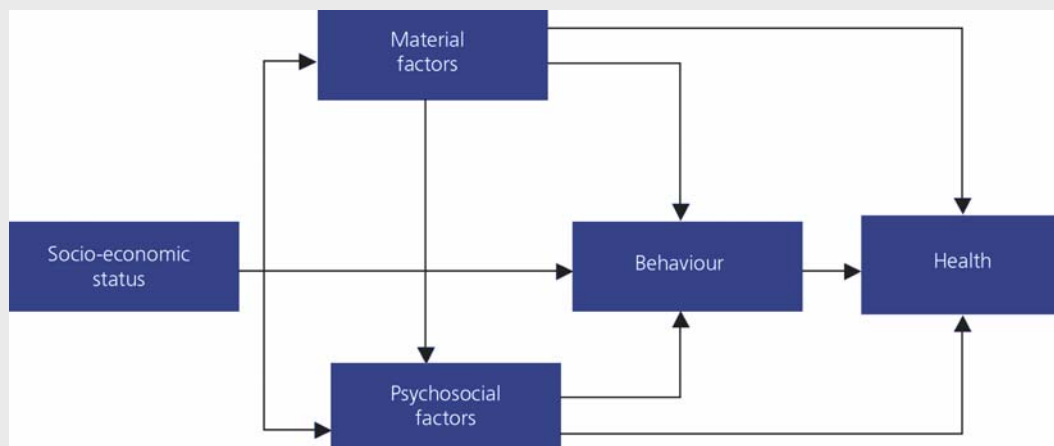 Material
factors
Socio-economic
status
Behaviour
Health
Psychosocial
factors